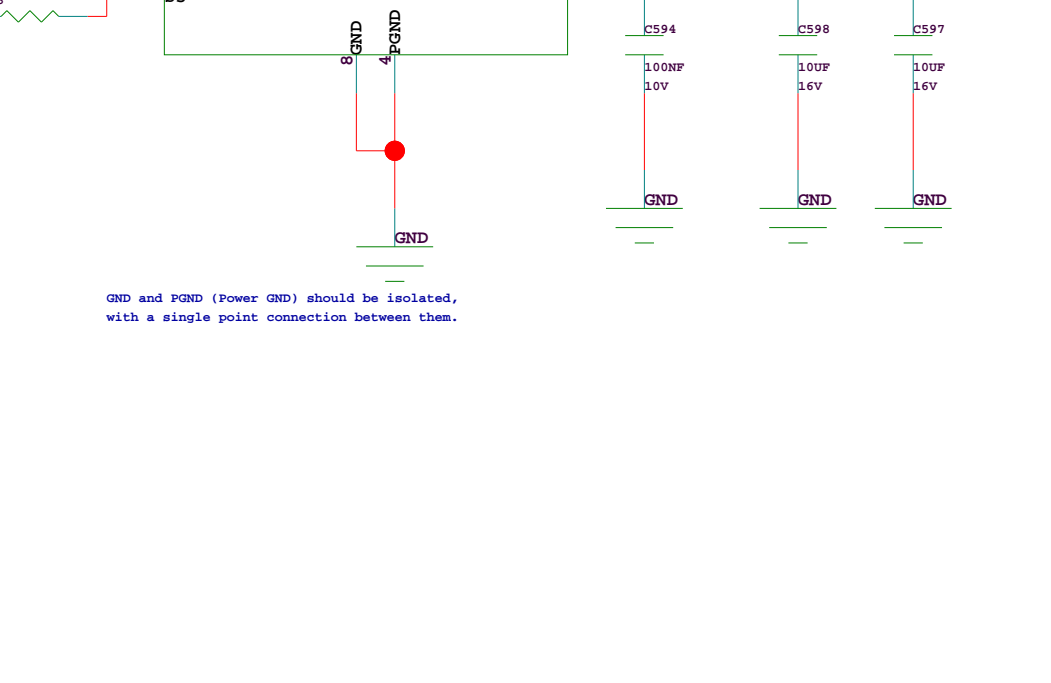 GND
PGND
8
4
C594
100NF
10V
C598
10UF
16V
C597
10UF
16V
GND
GND
GND
GND
GND and PGND (Power GND) should be isolated,
with a single point connection between them.